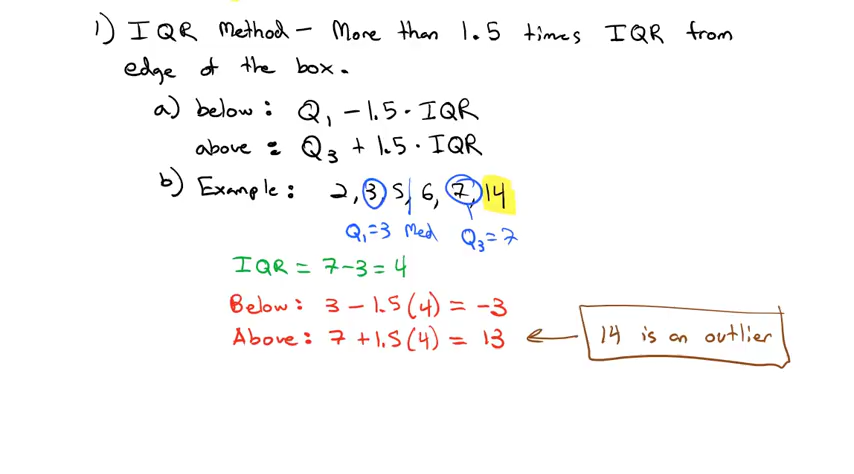 1) IQR Method – More than 1.5 times IQR from
edge of the box.
a) below: Q₁ – 1.5 · IQR
above: Q₃ + 1.5 · IQR
b) Example: 2, 3, 5, 6, 7, 14
Q₁=3 Med Q₃=7
IQR = 7-3 = 4
Below: 3 – 1.5(4) = -3
Above: 7 + 1.5(4) = 13 ← 14 is an outlier